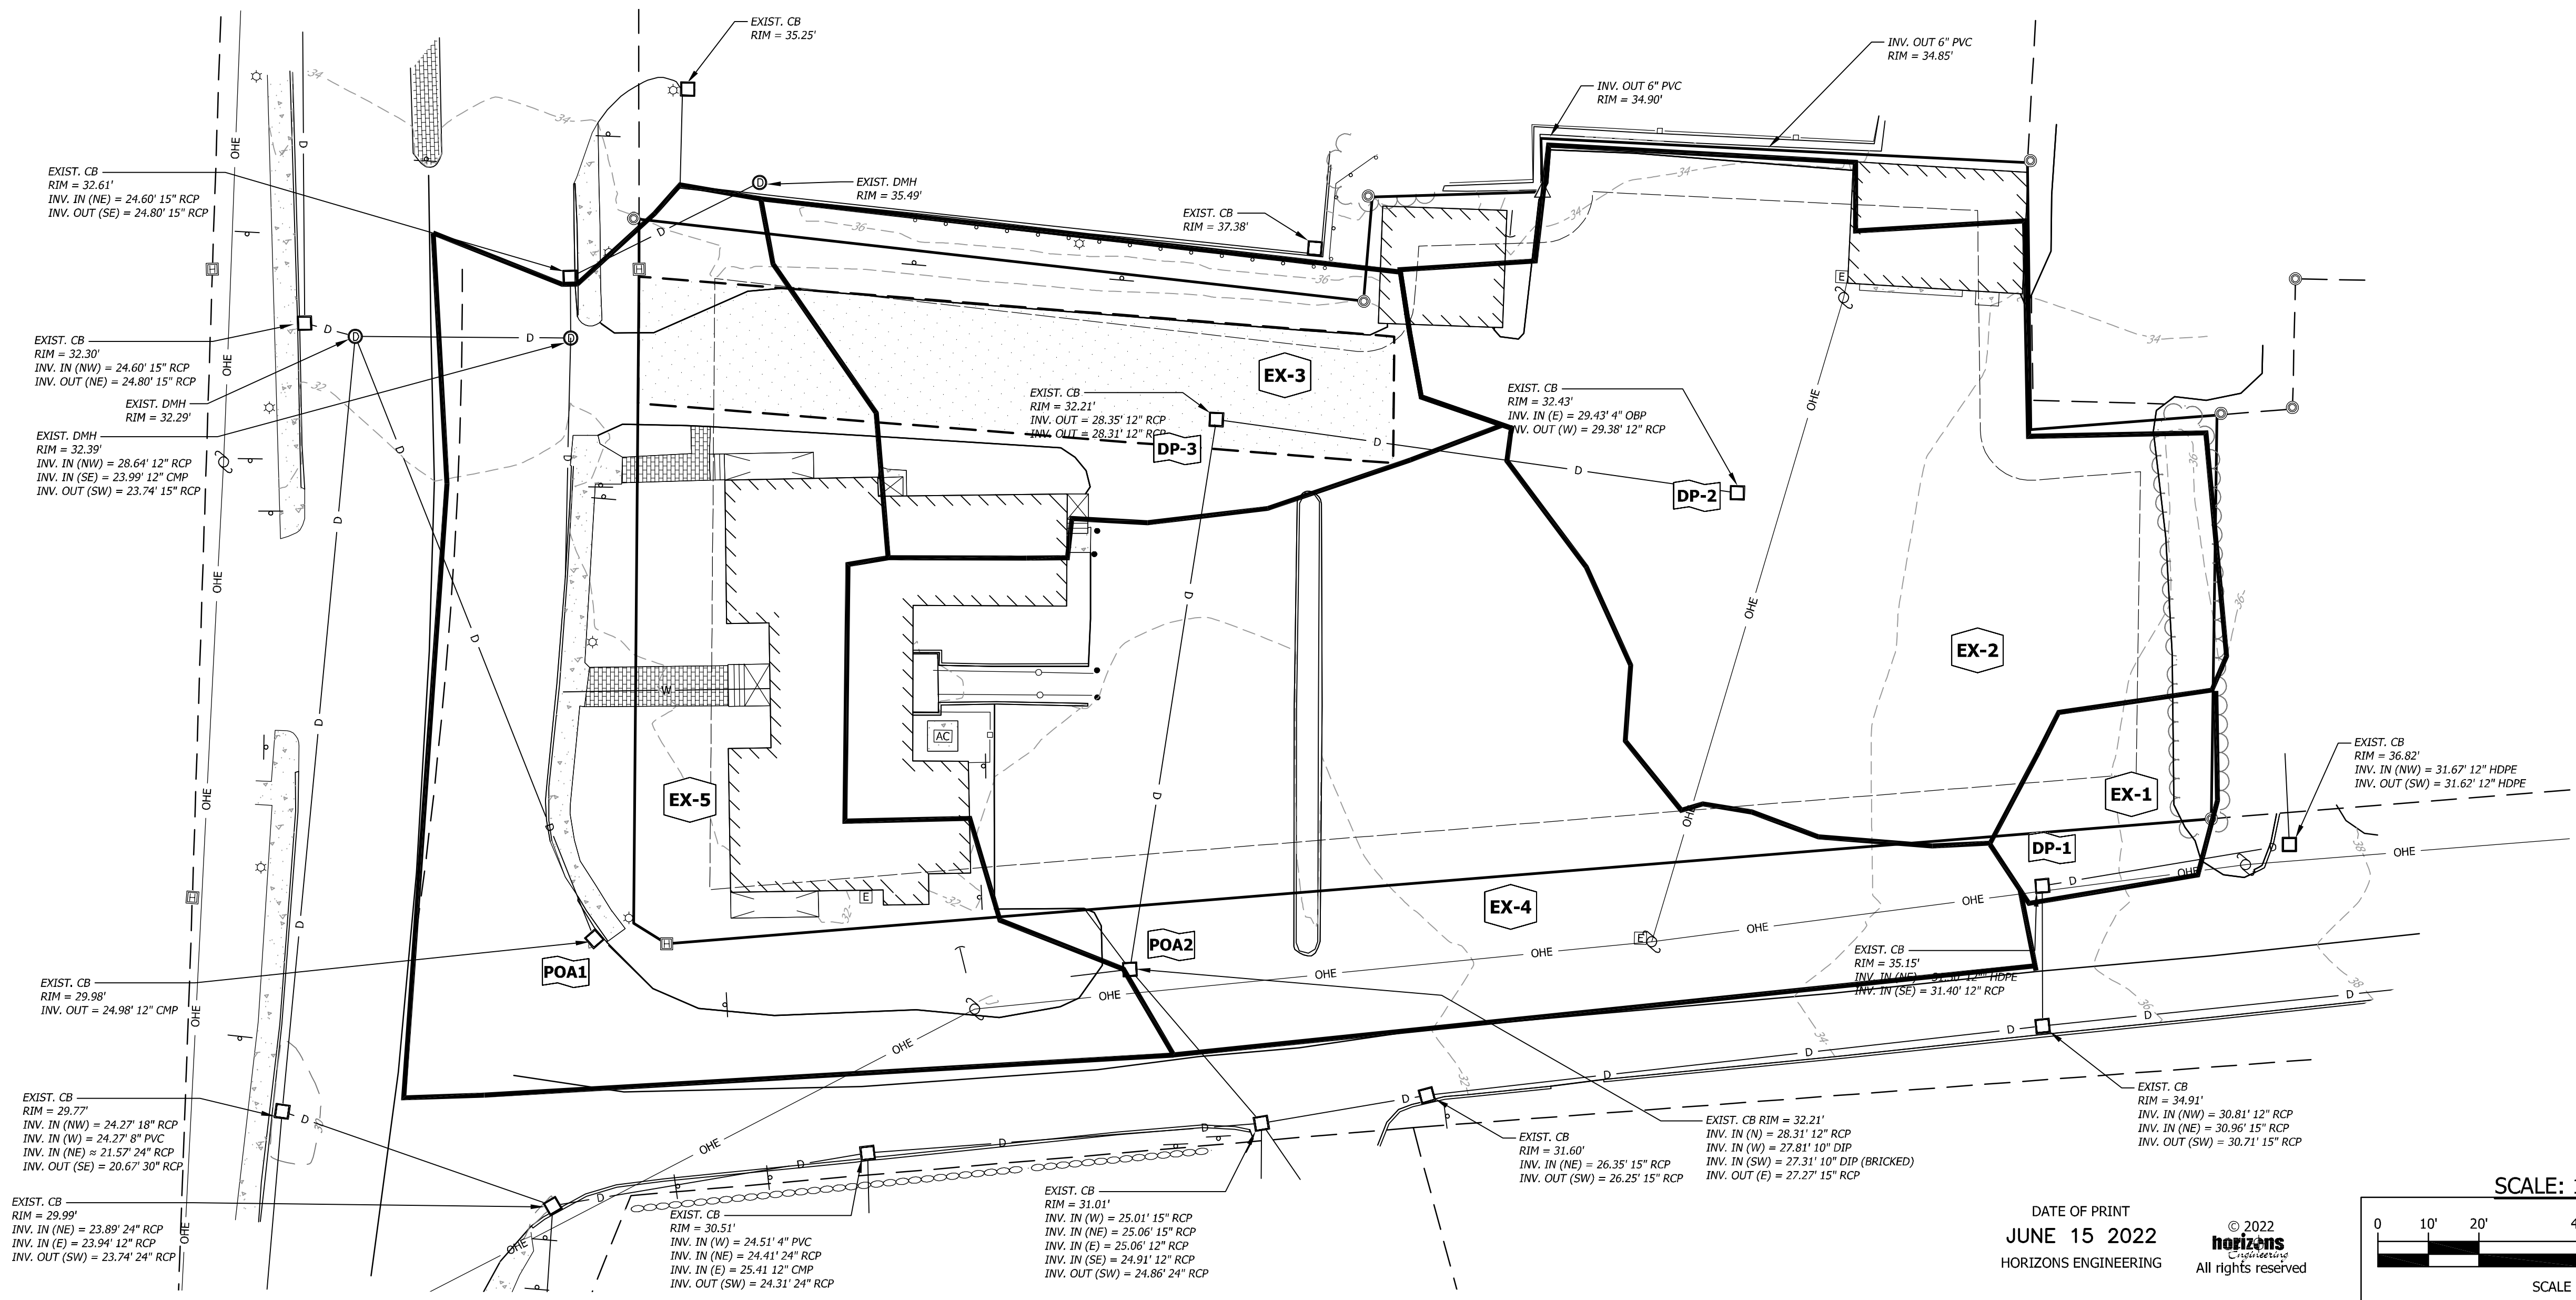 EXIST. CB
RIM = 35.25'
INV. OUT 6" PVC
RIM = 34.85'
INV. OUT 6" PVC
RIM = 34.90'
EXIST. CB
RIM = 32.61'
INV. IN (NE) = 24.60' 15" RCP
INV. OUT (SE) = 24.80' 15" RCP
EXIST. DMH
RIM = 35.49'
EXIST. CB
RIM = 37.38'
EXIST. CB
RIM = 32.30'
INV. IN (NW) = 24.60' 15" RCP
INV. OUT (NE) = 24.80' 15" RCP
EXIST. DMH
RIM = 32.29'
EXIST. DMH
RIM = 32.39'
INV. IN (NW) = 28.64' 12" RCP
INV. IN (SE) = 23.99' 12" CMP
INV. OUT (SW) = 23.74' 15" RCP
EX-3
EXIST. CB
RIM = 32.21'
INV. OUT = 28.35' 12" RCP
INV. OUT = 28.31' 12" RCP
DP-3
EXIST. CB
RIM = 32.43'
INV. IN (E) = 29.43' 4" OBP
INV. OUT (W) = 29.38' 12" RCP
DP-2
EX-2
AC
W
EX-5
EX-1
DP-1
EX-4
EXIST. CB
RIM = 36.82'
INV. IN (NW) = 31.67' 12" HDPE
INV. OUT (SW) = 31.62' 12" HDPE
POA2
POA1
EXIST. CB
RIM = 35.15'
INV. IN (SE) = 31.40' 12" RCP
EXIST. CB
RIM = 29.98'
INV. OUT = 24.98' 12" CMP
EXIST. CB
RIM = 29.77'
INV. IN (NW) = 24.27' 18" RCP
INV. IN (W) = 24.27' 8" PVC
INV. IN (NE) ≈ 21.57' 24" RCP
INV. OUT (SE) = 20.67' 30" RCP
EXIST. CB
RIM = 29.99'
INV. IN (NE) = 23.89' 24" RCP
INV. IN (E) = 23.94' 12" RCP
INV. OUT (SW) = 23.74' 24" RCP
EXIST. CB
RIM = 30.51'
INV. IN (W) = 24.51' 4" PVC
INV. IN (NE) = 24.41' 24" RCP
INV. IN (E) = 25.41 12" CMP
INV. OUT (SW) = 24.31' 24" RCP
EXIST. CB
RIM = 31.01'
INV. IN (W) = 25.01' 15" RCP
INV. IN (NE) = 25.06' 15" RCP
INV. IN (E) = 25.06' 12" RCP
INV. IN (SE) = 24.91' 12" RCP
INV. OUT (SW) = 24.86' 24" RCP
EXIST. CB
RIM = 31.60'
INV. IN (NE) = 26.35' 15" RCP
INV. OUT (SW) = 26.25' 15" RCP
EXIST. CB RIM = 32.21'
INV. IN (N) = 28.31' 12" RCP
INV. IN (W) = 27.81' 10" DIP
INV. IN (SW) = 27.31' 10" DIP (BRICKED)
INV. OUT (E) = 27.27' 15" RCP
EXIST. CB
RIM = 34.91'
INV. IN (NW) = 30.81' 12" RCP
INV. IN (NE) = 30.96' 15" RCP
INV. OUT (SW) = 30.71' 15" RCP
DATE OF PRINT
JUNE 15 2022
HORIZONS ENGINEERING
© 2022
horizons
Engineering
All rights reserved
SCALE:
0 10' 20'
SCALE